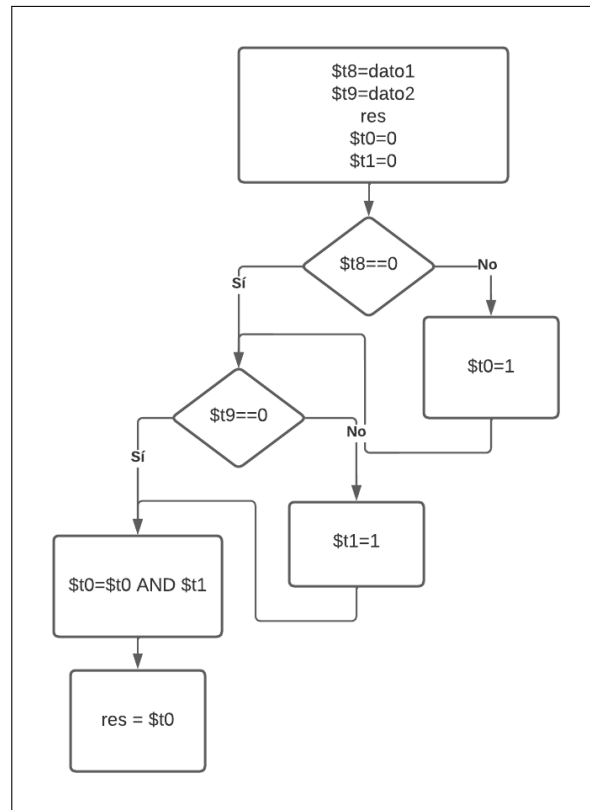 $t8=dato1
$t9=dato2
res
$t0=0
$t1=0
$t8==0
No
Sí
$t0=1
$t9==0
No
Sí
$t1=1
$t0=$t0 AND $t1
res = $t0